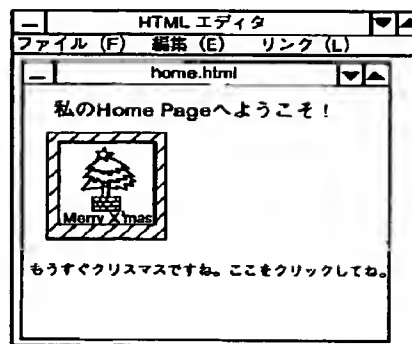 HTML エディタ
ファイル (F) 編集 (E) リンク (L)
home.html
私のHome Pageへようこそ!
Merry X'mas
もうすぐクリスマスですね。ここをクリックしてね。